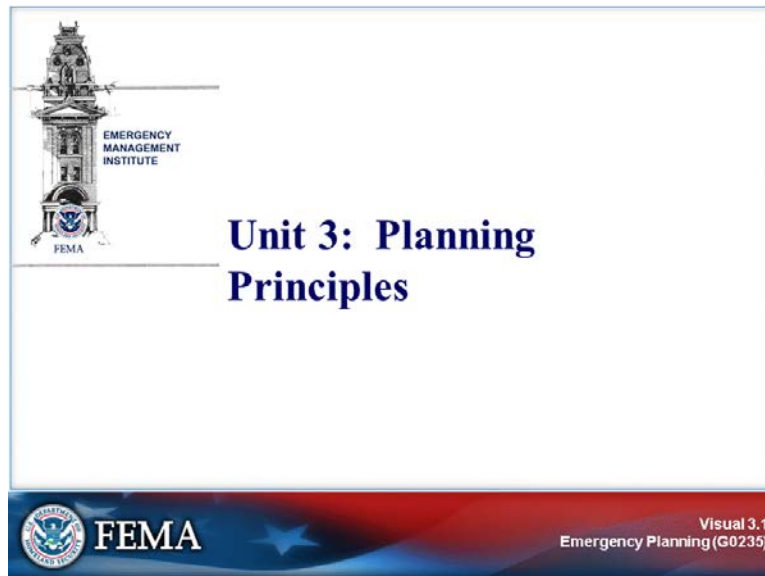 EMERGENCY
MANAGEMENT
INSTITUTE
FEMA
Unit 3: Planning
Principles
FEMA
Visual 3.1
Emergency Planning (G0235)